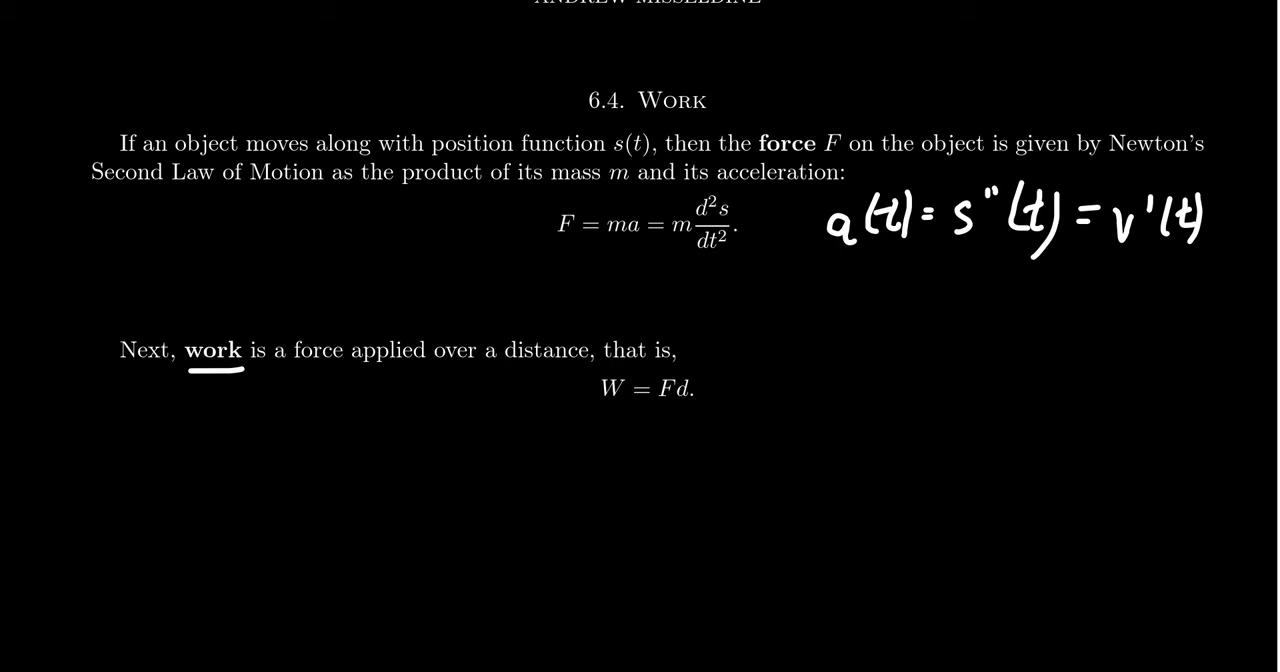 ANDREW MISSELDINE
6.4. Work
If an object moves along with position function s(t), then the force F on the object is given by Newton's
Second Law of Motion as the product of its mass m and its acceleration:
F = ma = m d²s/dt².
a(t) = s"(t) = v'(t)
Next, work is a force applied over a distance, that is,
W = Fd.